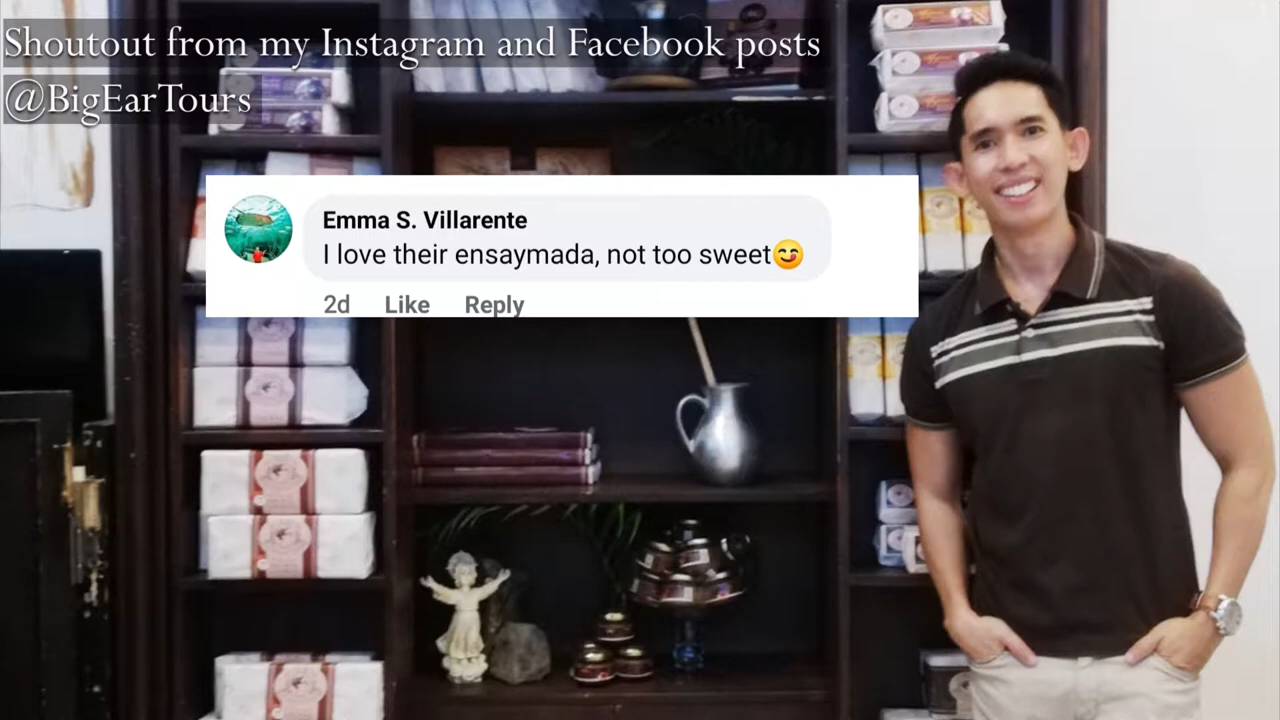 Shoutout from my Instagram and Facebook posts
@BigEarTours
Emma S. Villarente
I love their ensaymada, not too sweet😋
2d Like Reply